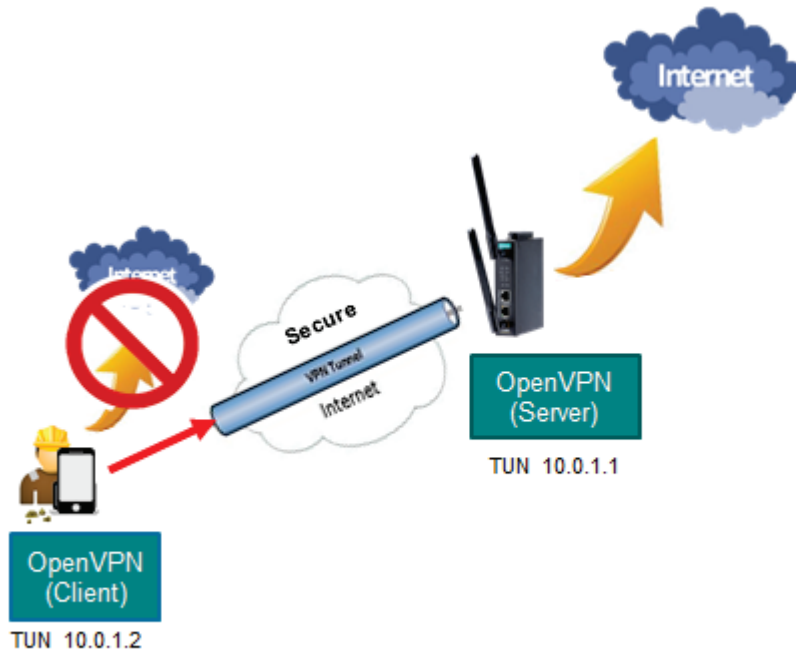 Internet
Internet
Secure
VPN Tunnel
Internet
OpenVPN
(Server)
TUN 10.0.1.1
OpenVPN
(Client)
TUN 10.0.1.2